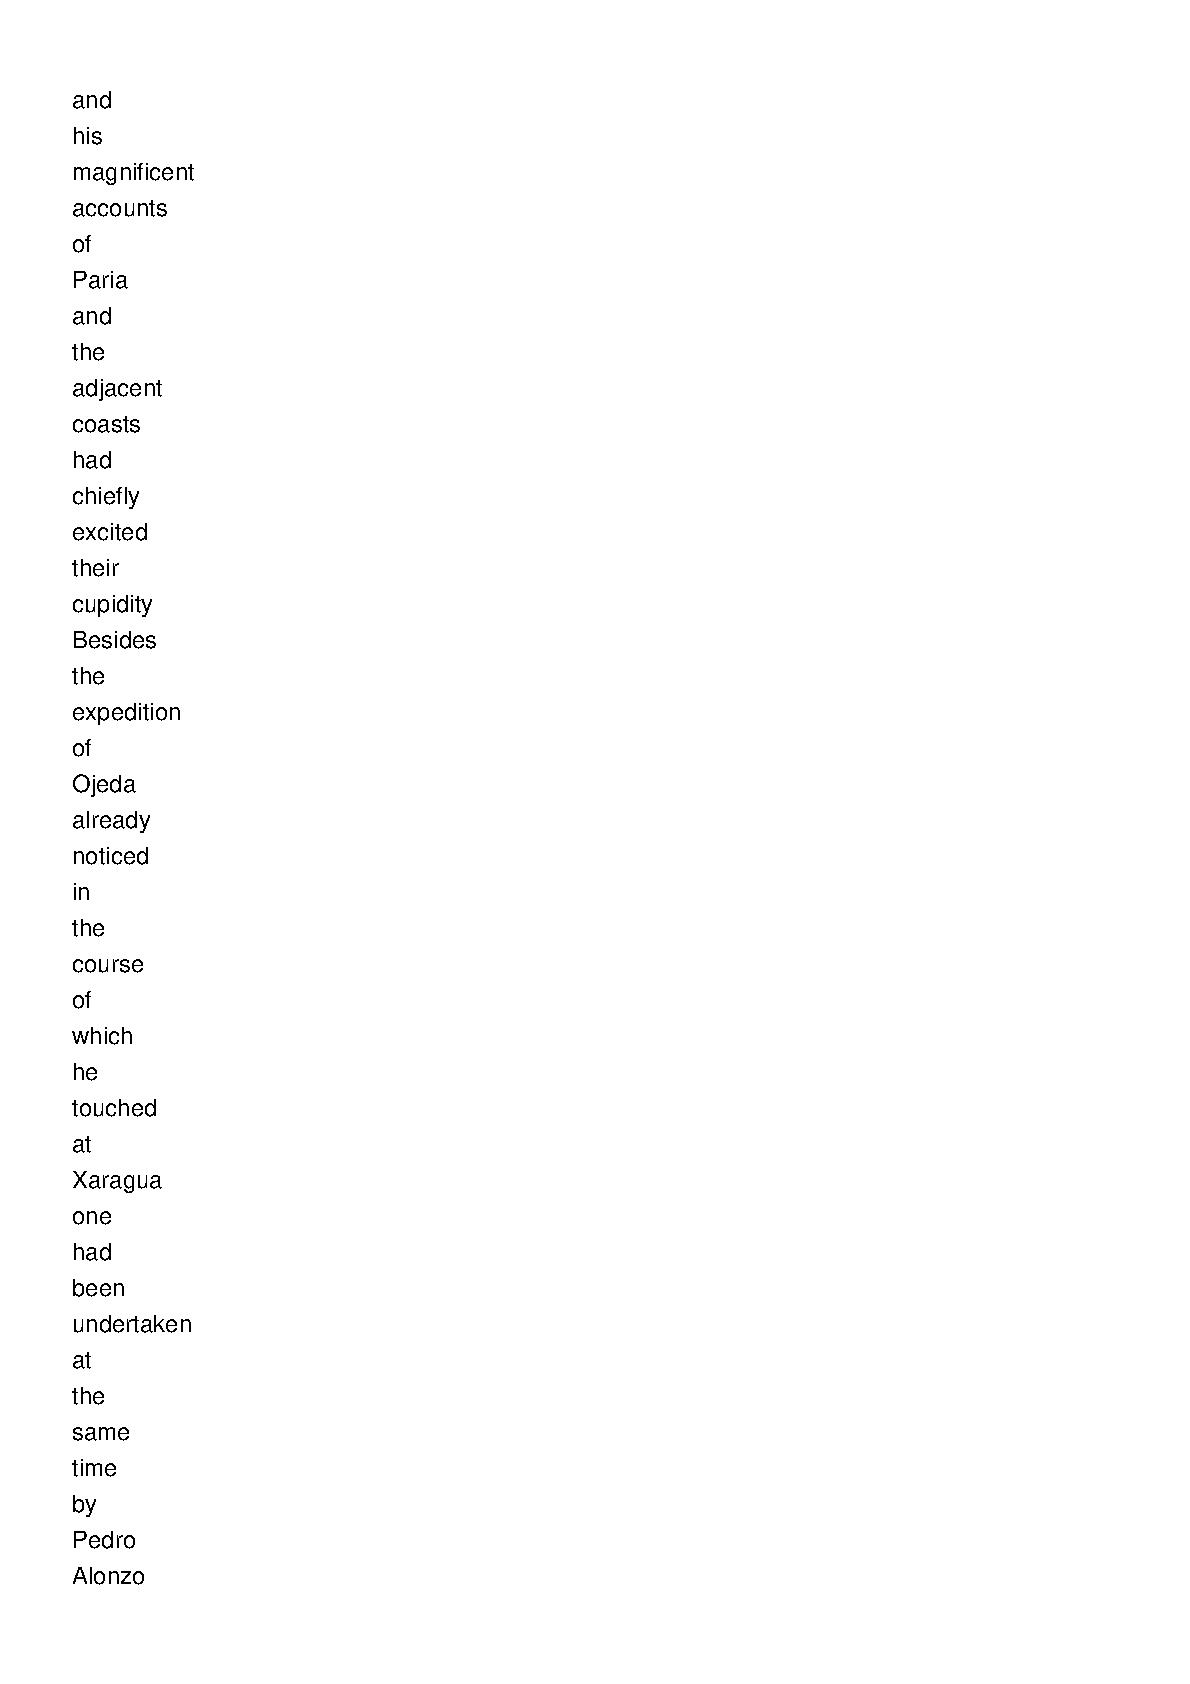 and
his
magnificent
accounts
of
Paria
and
the
adjacent
coasts
had
chiefly
excited
their
cupidity
Besides
the
expedition
of
Ojeda
already
noticed
in
the
course
of
which
he
touched
at
Xaragua
one
had
been
undertaken
at
the
same
time
by
Pedro
Alonzo